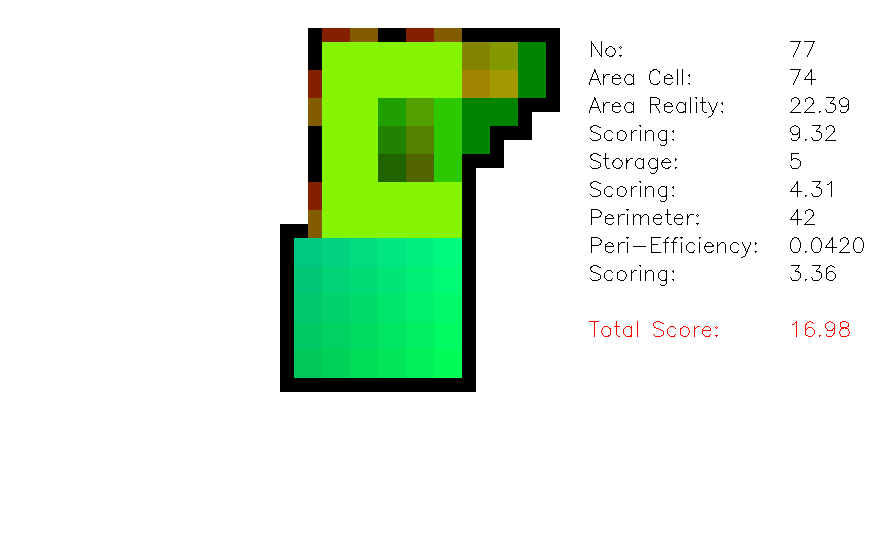 No: 77
Area Cell: 74
Area Reality: 22.39
Scoring: 9.32
Storage: 5
Scoring: 4.31
Perimeter: 42
Peri-Efficiency: 0.0420
Scoring: 3.36
Total Score: 16.98